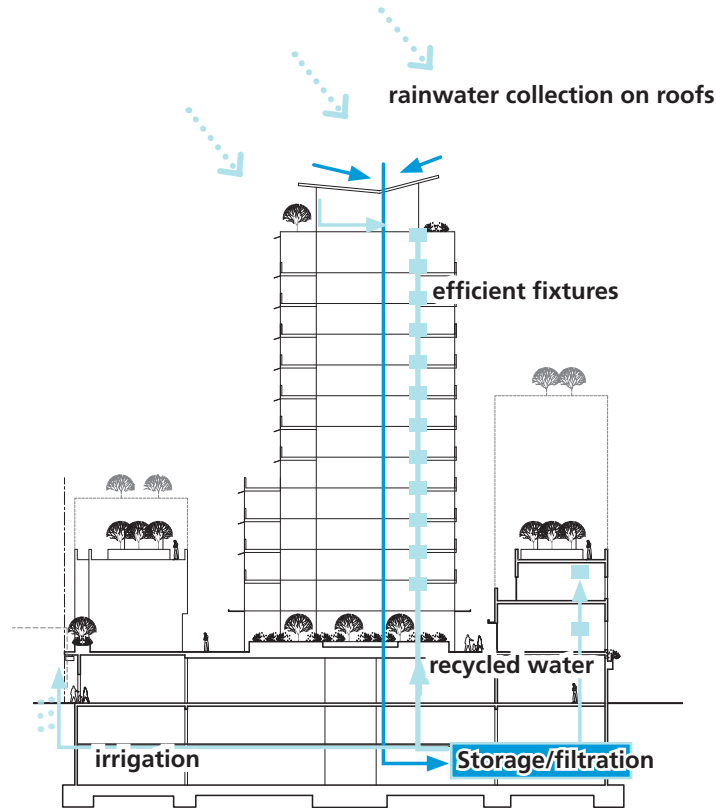 rainwater collection on roofs
efficient fixtures
recycled water
irrigation
Storage/filtration